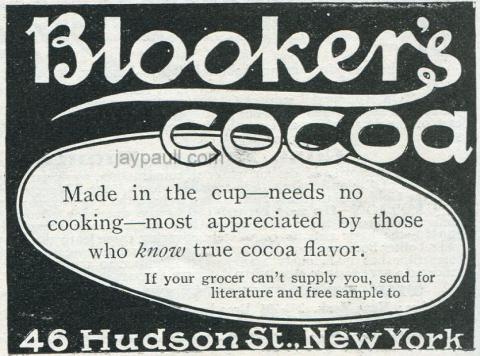 Blooker's
cocoa
jaypaull.com
Made in the cup—needs no
cooking—most appreciated by those
who know true cocoa flavor.
If your grocer can't supply you, send for
literature and free sample to
46 Hudson St., New York